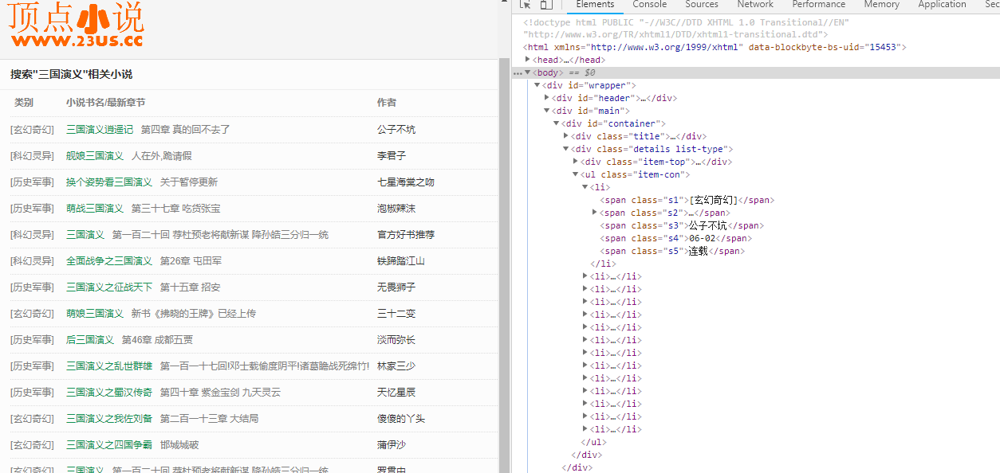 顶点小说
www.23us.cc
搜索"三国演义"相关小说
类别 小说书名/最新章节 作者
[玄幻奇幻] 三国演义逍遥记 第四章 真的回不去了 公子不坑
[科幻灵异] 舰娘三国演义 人在外,跪请假 李君子
[历史军事] 换个姿势看三国演义 关于暂停更新 七星海棠之吻
[历史军事] 萌战三国演义 第三十七章 吃货张宝 泡椒辣沫
[科幻灵异] 三国演义 第一百二十回 荐杜预老将献新谋 降孙皓三分归一统 官方好书推荐
[科幻灵异] 全面战争之三国演义 第26章 屯田军 铁蹄踏江山
[历史军事] 三国演义之征战天下 第十五章 招安 无畏狮子
[玄幻奇幻] 萌娘三国演义 新书《拂晓的王牌》已经上传 三十二变
[历史军事] 后三国演义 第46章 成都五贾 淡而弥长
[历史军事] 三国演义之乱世群雄 第一百一十七回!邓士载偷度阴平!诸葛瞻战死绵竹! 林家三少
[历史军事] 三国演义之蜀汉传奇 第四十章 紫金宝剑 九天灵云 天忆星辰
[玄幻奇幻] 三国演义之我佐刘备 第二百一十三章 大结局 傻傻的丫头
[玄幻奇幻] 三国演义之四国争霸 邯城城破 蒲伊沙
[玄幻奇幻] 三国演义 第一百二十回 荐杜预老将献新谋 降孙皓三分归一统 罗贯中
Elements Console Sources Network Performance Memory Application Sec
<!doctype html PUBLIC "-//W3C//DTD XHTML 1.0 Transitional//EN"
"http://www.w3.org/TR/xhtml1/DTD/xhtml1-transitional.dtd">
<html xmlns="http://www.w3.org/1999/xhtml" data-blockbyte-bs-uid="15453">
▶<head>…</head>
…▼<body> == $0
▼<div id="wrapper">
▶<div id="header">…</div>
▼<div id="main">
▼<div id="container">
▶<div class="title">…</div>
▼<div class="details list-type">
▶<div class="item-top">…</div>
▼<ul class="item-con">
▼<li>
<span class="s1">[玄幻奇幻]</span>
▶<span class="s2">…</span>
<span class="s3">公子不坑</span>
<span class="s4">06-02</span>
<span class="s5">连载</span>
</li>
▶<li>…</li>
▶<li>…</li>
▶<li>…</li>
▶<li>…</li>
▶<li>…</li>
▶<li>…</li>
▶<li>…</li>
▶<li>…</li>
▶<li>…</li>
▶<li>…</li>
▶<li>…</li>
▶<li>…</li>
▶<li>…</li>
</ul>
</div>
</div>